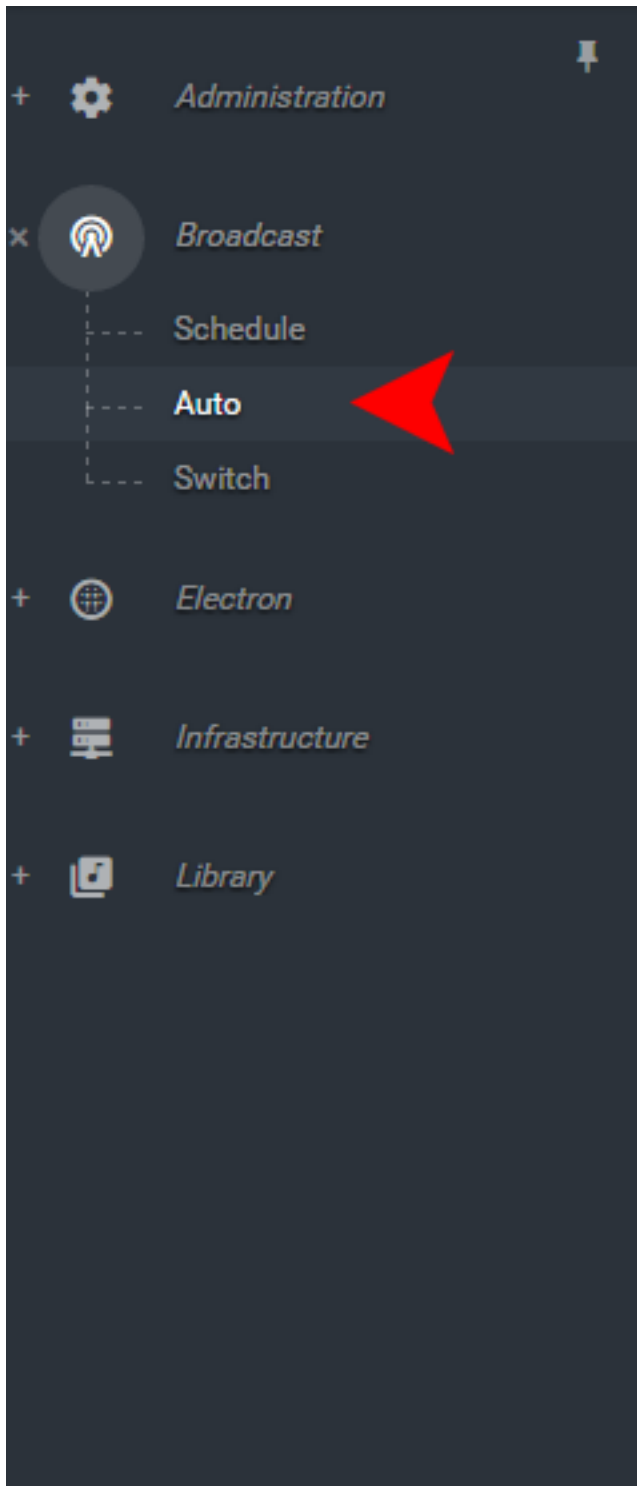 Administration
Broadcast
Schedule
Auto
Switch
Electron
Infrastructure
Library